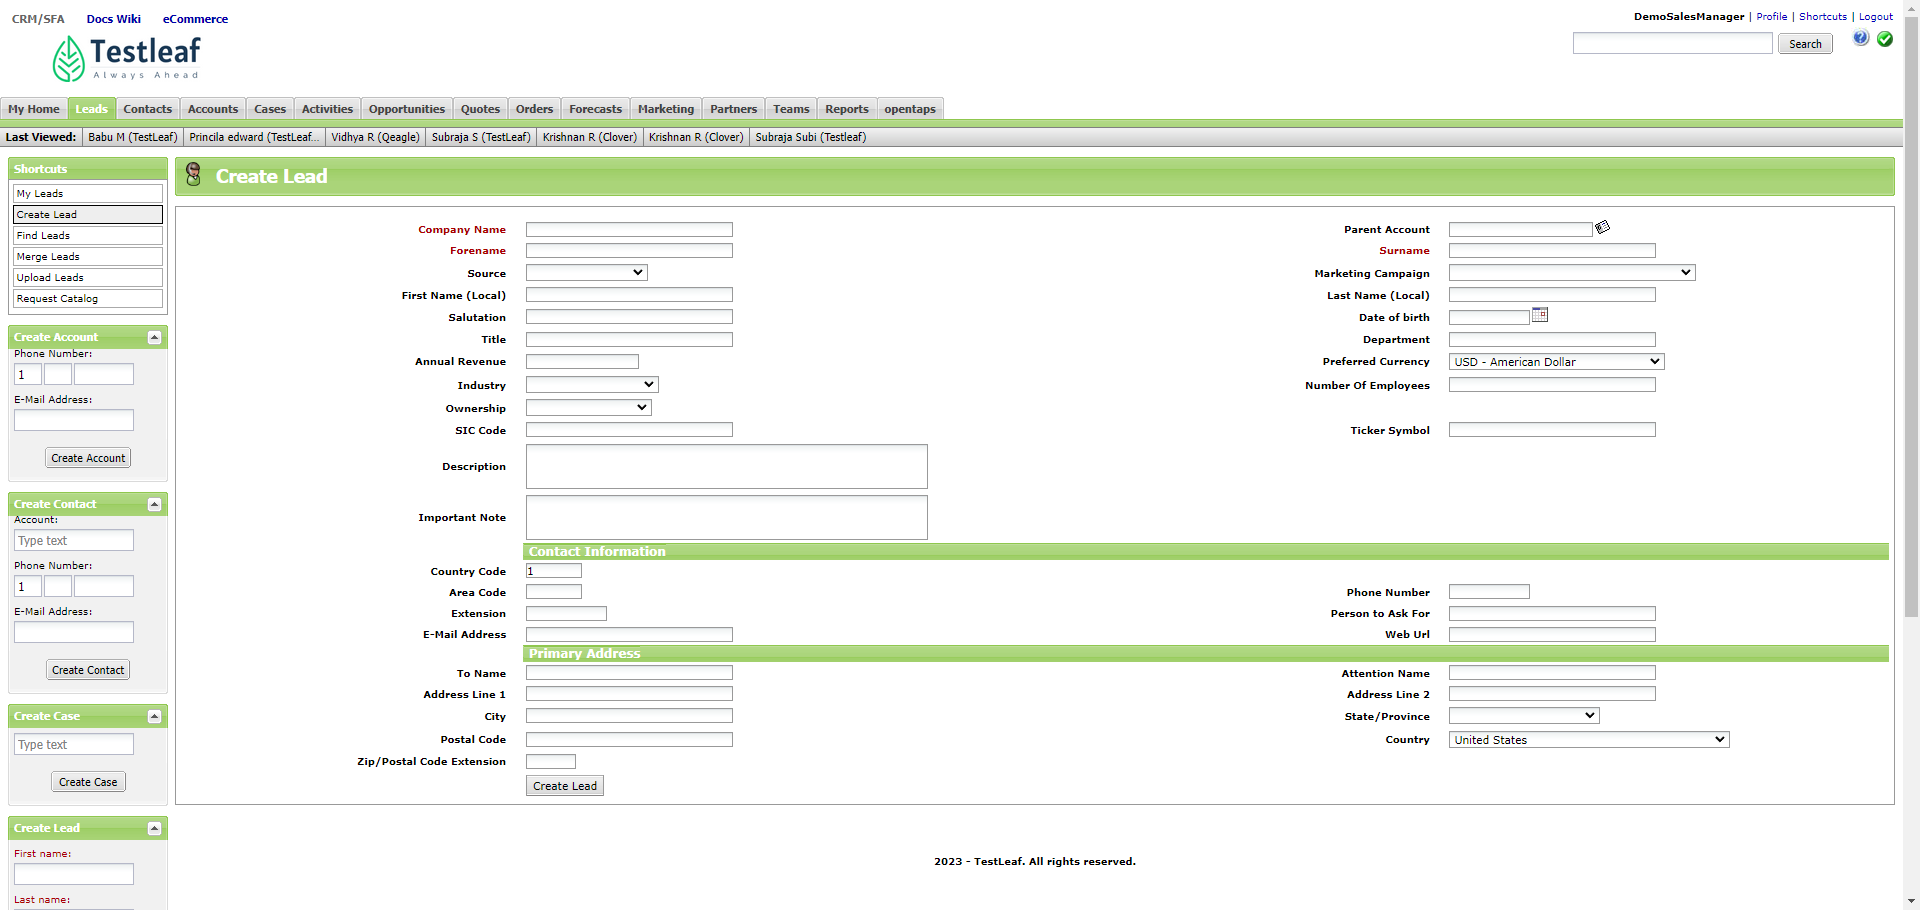 CRM/SFA Docs Wiki eCommerce
DemoSalesManager | Profile | Shortcuts | Logout
Testleaf
Always Ahead
Search
My Home Leads Contacts Accounts Cases Activities Opportunities Quotes Orders Forecasts Marketing Partners Teams Reports opentaps
Last Viewed: Babu M (TestLeaf) Princila edward (TestLeaf... Vidhya R (Qeagle) Subraja S (TestLeaf) Krishnan R (Clover) Krishnan R (Clover) Subraja Subi (Testleaf)
Shortcuts
My Leads
Create Lead
Find Leads
Merge Leads
Upload Leads
Request Catalog
Create Account
Phone Number:
1
E-Mail Address:
Create Account
Create Contact
Account:
Type text
Phone Number:
1
E-Mail Address:
Create Contact
Create Case
Type text
Create Case
Create Lead
First name:
Last name:
Create Lead
Company Name Parent Account
Forename Surname
Source Marketing Campaign
First Name (Local) Last Name (Local)
Salutation Date of birth
Title Department
Annual Revenue Preferred Currency USD - American Dollar
Industry Number Of Employees
Ownership
SIC Code Ticker Symbol
Description
Important Note
Contact Information
Country Code 1
Area Code Phone Number
Extension Person to Ask For
E-Mail Address Web Url
Primary Address
To Name Attention Name
Address Line 1 Address Line 2
City State/Province
Postal Code Country United States
Zip/Postal Code Extension
Create Lead
2023 - TestLeaf. All rights reserved.